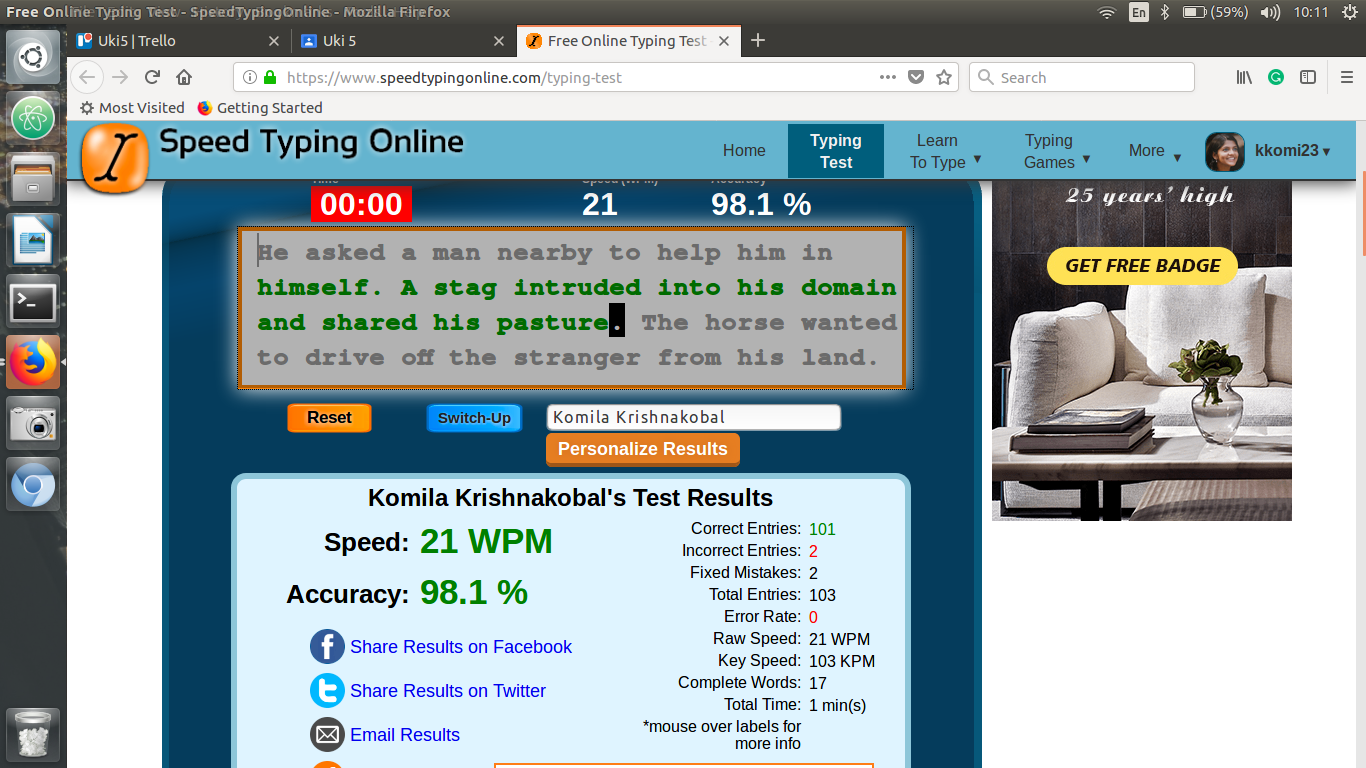 Free Online Typing Test - SpeedTypingOnline - Mozilla Firefox
En
(59%)
10:11
Uki5 | Trello
Uki 5
Free Online Typing Test
https://www.speedtypingonline.com/typing-test
Search
Most Visited
Getting Started
Speed Typing Online
Home
Typing Test
Learn To Type
Typing Games
More
kkomi23
Time
Speed (WPM)
Accuracy
00:00
21
98.1 %
He asked a man nearby to help him in
himself. A stag intruded into his domain
and shared his pasture. The horse wanted
to drive off the stranger from his land.
Reset
Switch-Up
Komila Krishnakobal
Personalize Results
Komila Krishnakobal's Test Results
Speed: 21 WPM
Accuracy: 98.1 %
Share Results on Facebook
Share Results on Twitter
Email Results
Correct Entries: 101
Incorrect Entries: 2
Fixed Mistakes: 2
Total Entries: 103
Error Rate: 0
Raw Speed: 21 WPM
Key Speed: 103 KPM
Complete Words: 17
Total Time: 1 min(s)
*mouse over labels for
more info
25 years' high
GET FREE BADGE